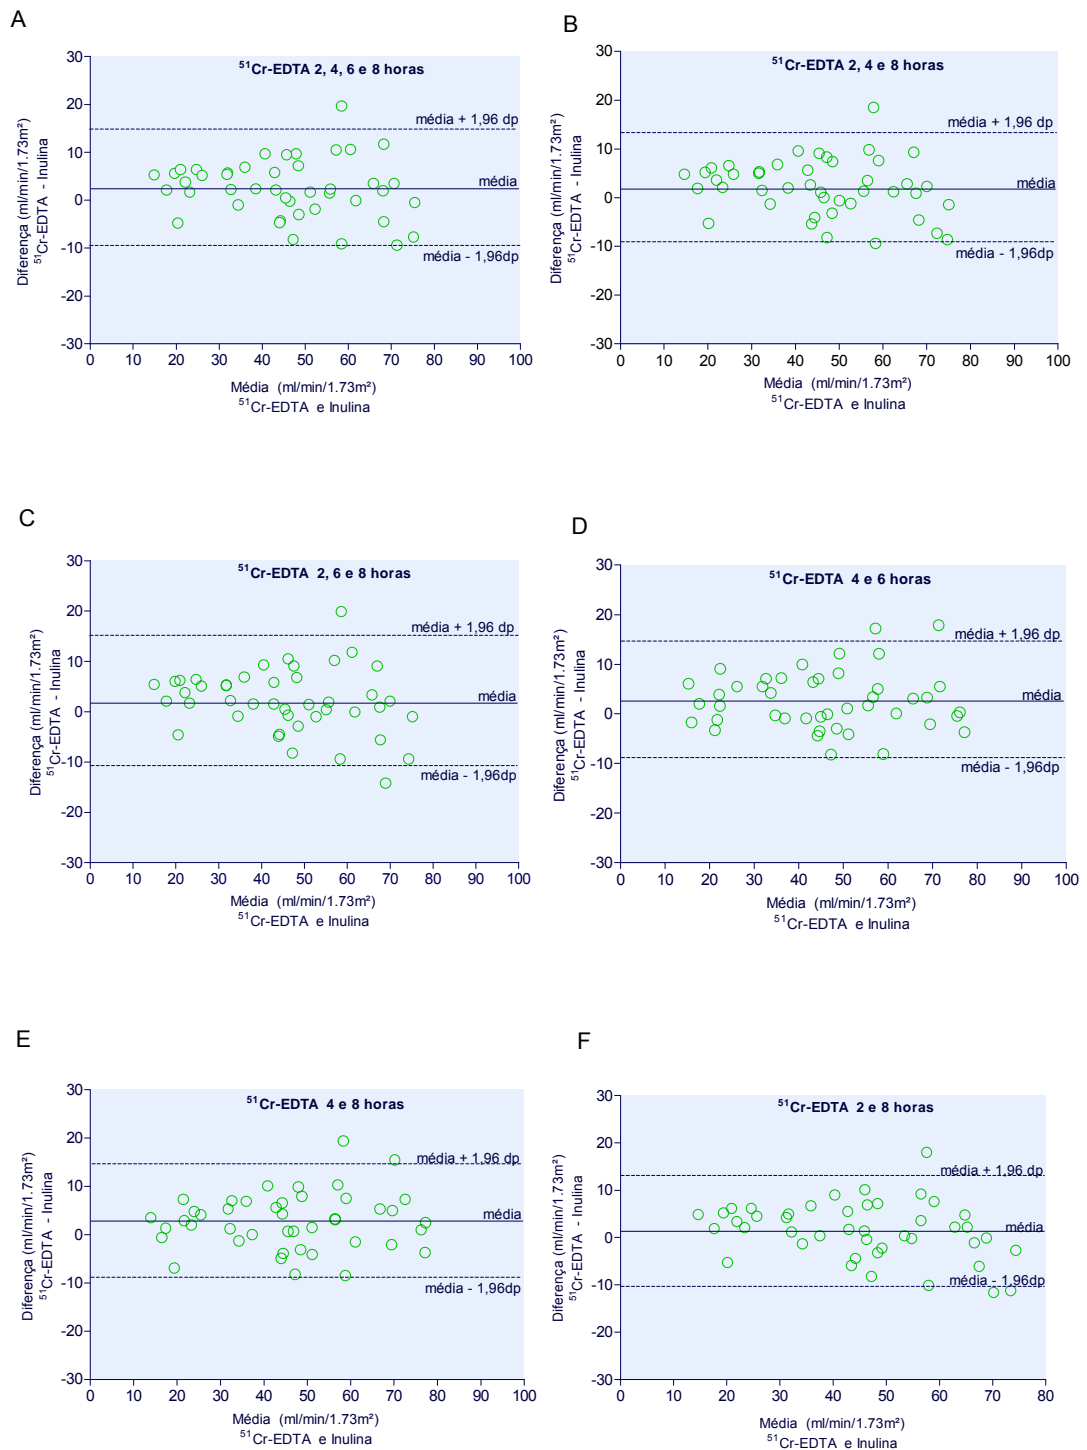 A
⁵¹Cr-EDTA 2, 4, 6 e 8 horas
Diferença (ml/min/1.73m²)
⁵¹Cr-EDTA - Inulina
30
20
10
0
-10
-20
-30
média + 1,96 dp
média
média - 1,96dp
0 10 20 30 40 50 60 70 80 90 100
Média (ml/min/1.73m²)
⁵¹Cr-EDTA e Inulina
B
⁵¹Cr-EDTA 2, 4 e 8 horas
Diferença (ml/min/1.73m²)
⁵¹Cr-EDTA - Inulina
30
20
10
0
-10
-20
-30
média + 1,96 dp
média
média - 1,96dp
0 10 20 30 40 50 60 70 80 90 100
Média (ml/min/1.73m²)
⁵¹Cr-EDTA e Inulina
C
⁵¹Cr-EDTA 2, 6 e 8 horas
Diferença (ml/min/1.73m²)
⁵¹Cr-EDTA - Inulina
30
20
10
0
-10
-20
-30
média + 1,96 dp
média
média - 1,96dp
0 10 20 30 40 50 60 70 80 90 100
Média (ml/min/1.73m²)
⁵¹Cr-EDTA e Inulina
D
⁵¹Cr-EDTA 4 e 6 horas
Diferença (ml/min/1.73m²)
⁵¹Cr-EDTA - Inulina
30
20
10
0
-10
-20
-30
média + 1,96 dp
média
média - 1,96dp
0 10 20 30 40 50 60 70 80 90 100
Média (ml/min/1.73m²)
⁵¹Cr-EDTA e Inulina
E
⁵¹Cr-EDTA 4 e 8 horas
Diferença (ml/min/1.73m²)
⁵¹Cr-EDTA - Inulina
30
20
10
0
-10
-20
-30
média + 1,96 dp
média
média - 1,96dp
0 10 20 30 40 50 60 70 80 90 100
Média (ml/min/1.73m²)
⁵¹Cr-EDTA e Inulina
F
⁵¹Cr-EDTA 2 e 8 horas
Diferença (ml/min/1.73m²)
⁵¹Cr-EDTA - Inulina
30
20
10
0
-10
-20
-30
média + 1,96 dp
média
média - 1,96dp
0 10 20 30 40 50 60 70 80
Média (ml/min/1.73m²)
⁵¹Cr-EDTA e Inulina